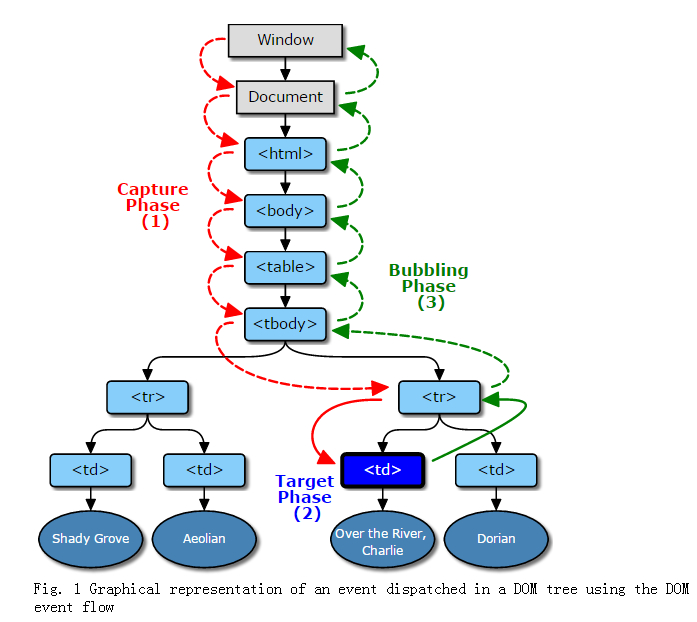 Window
Document
<html>
Capture
Phase
(1)
<body>
<table>
Bubbling
Phase
(3)
<tbody>
<tr>
<tr>
<td>
<td>
<td>
<td>
Target
Phase
(2)
Shady Grove
Aeolian
Over the River,
Charlie
Dorian
Fig. 1 Graphical representation of an event dispatched in a DOM tree using the DOM
event flow